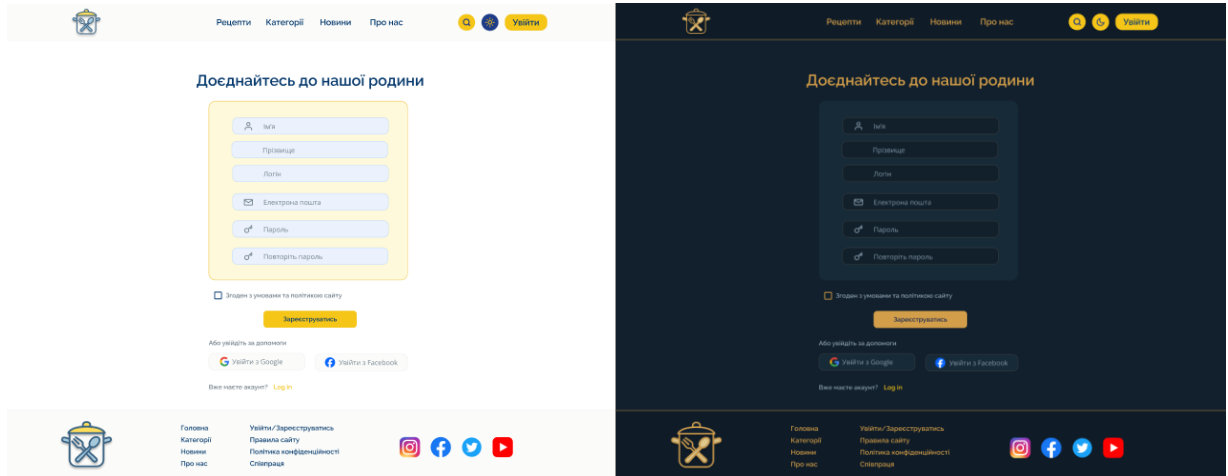 Рецепти Категорії Новини Про нас Увійти
Доєднайтесь до нашої родини
Ім'я
Прізвище
Логін
Електрона пошта
Пароль
Повторіть пароль
Згоден з умовами та політикою сайту
Зареєструватись
Або увійдіть за допомоги
Увійти з Google Увійти з Facebook
Вже маєте акаунт? Log in
Головна Увійти/Зареєструватись
Категорії Правила сайту
Новини Політика конфіденційності
Про нас Співпраця
Рецепти Категорії Новини Про нас Увійти
Доєднайтесь до нашої родини
Ім'я
Прізвище
Логін
Електрона пошта
Пароль
Повторіть пароль
Згоден з умовами та політикою сайту
Зареєструватись
Або увійдіть за допомоги
Увійти з Google Увійти з Facebook
Вже маєте акаунт? Log in
Головна Увійти/Зареєструватись
Категорії Правила сайту
Новини Політика конфіденційності
Про нас Співпраця